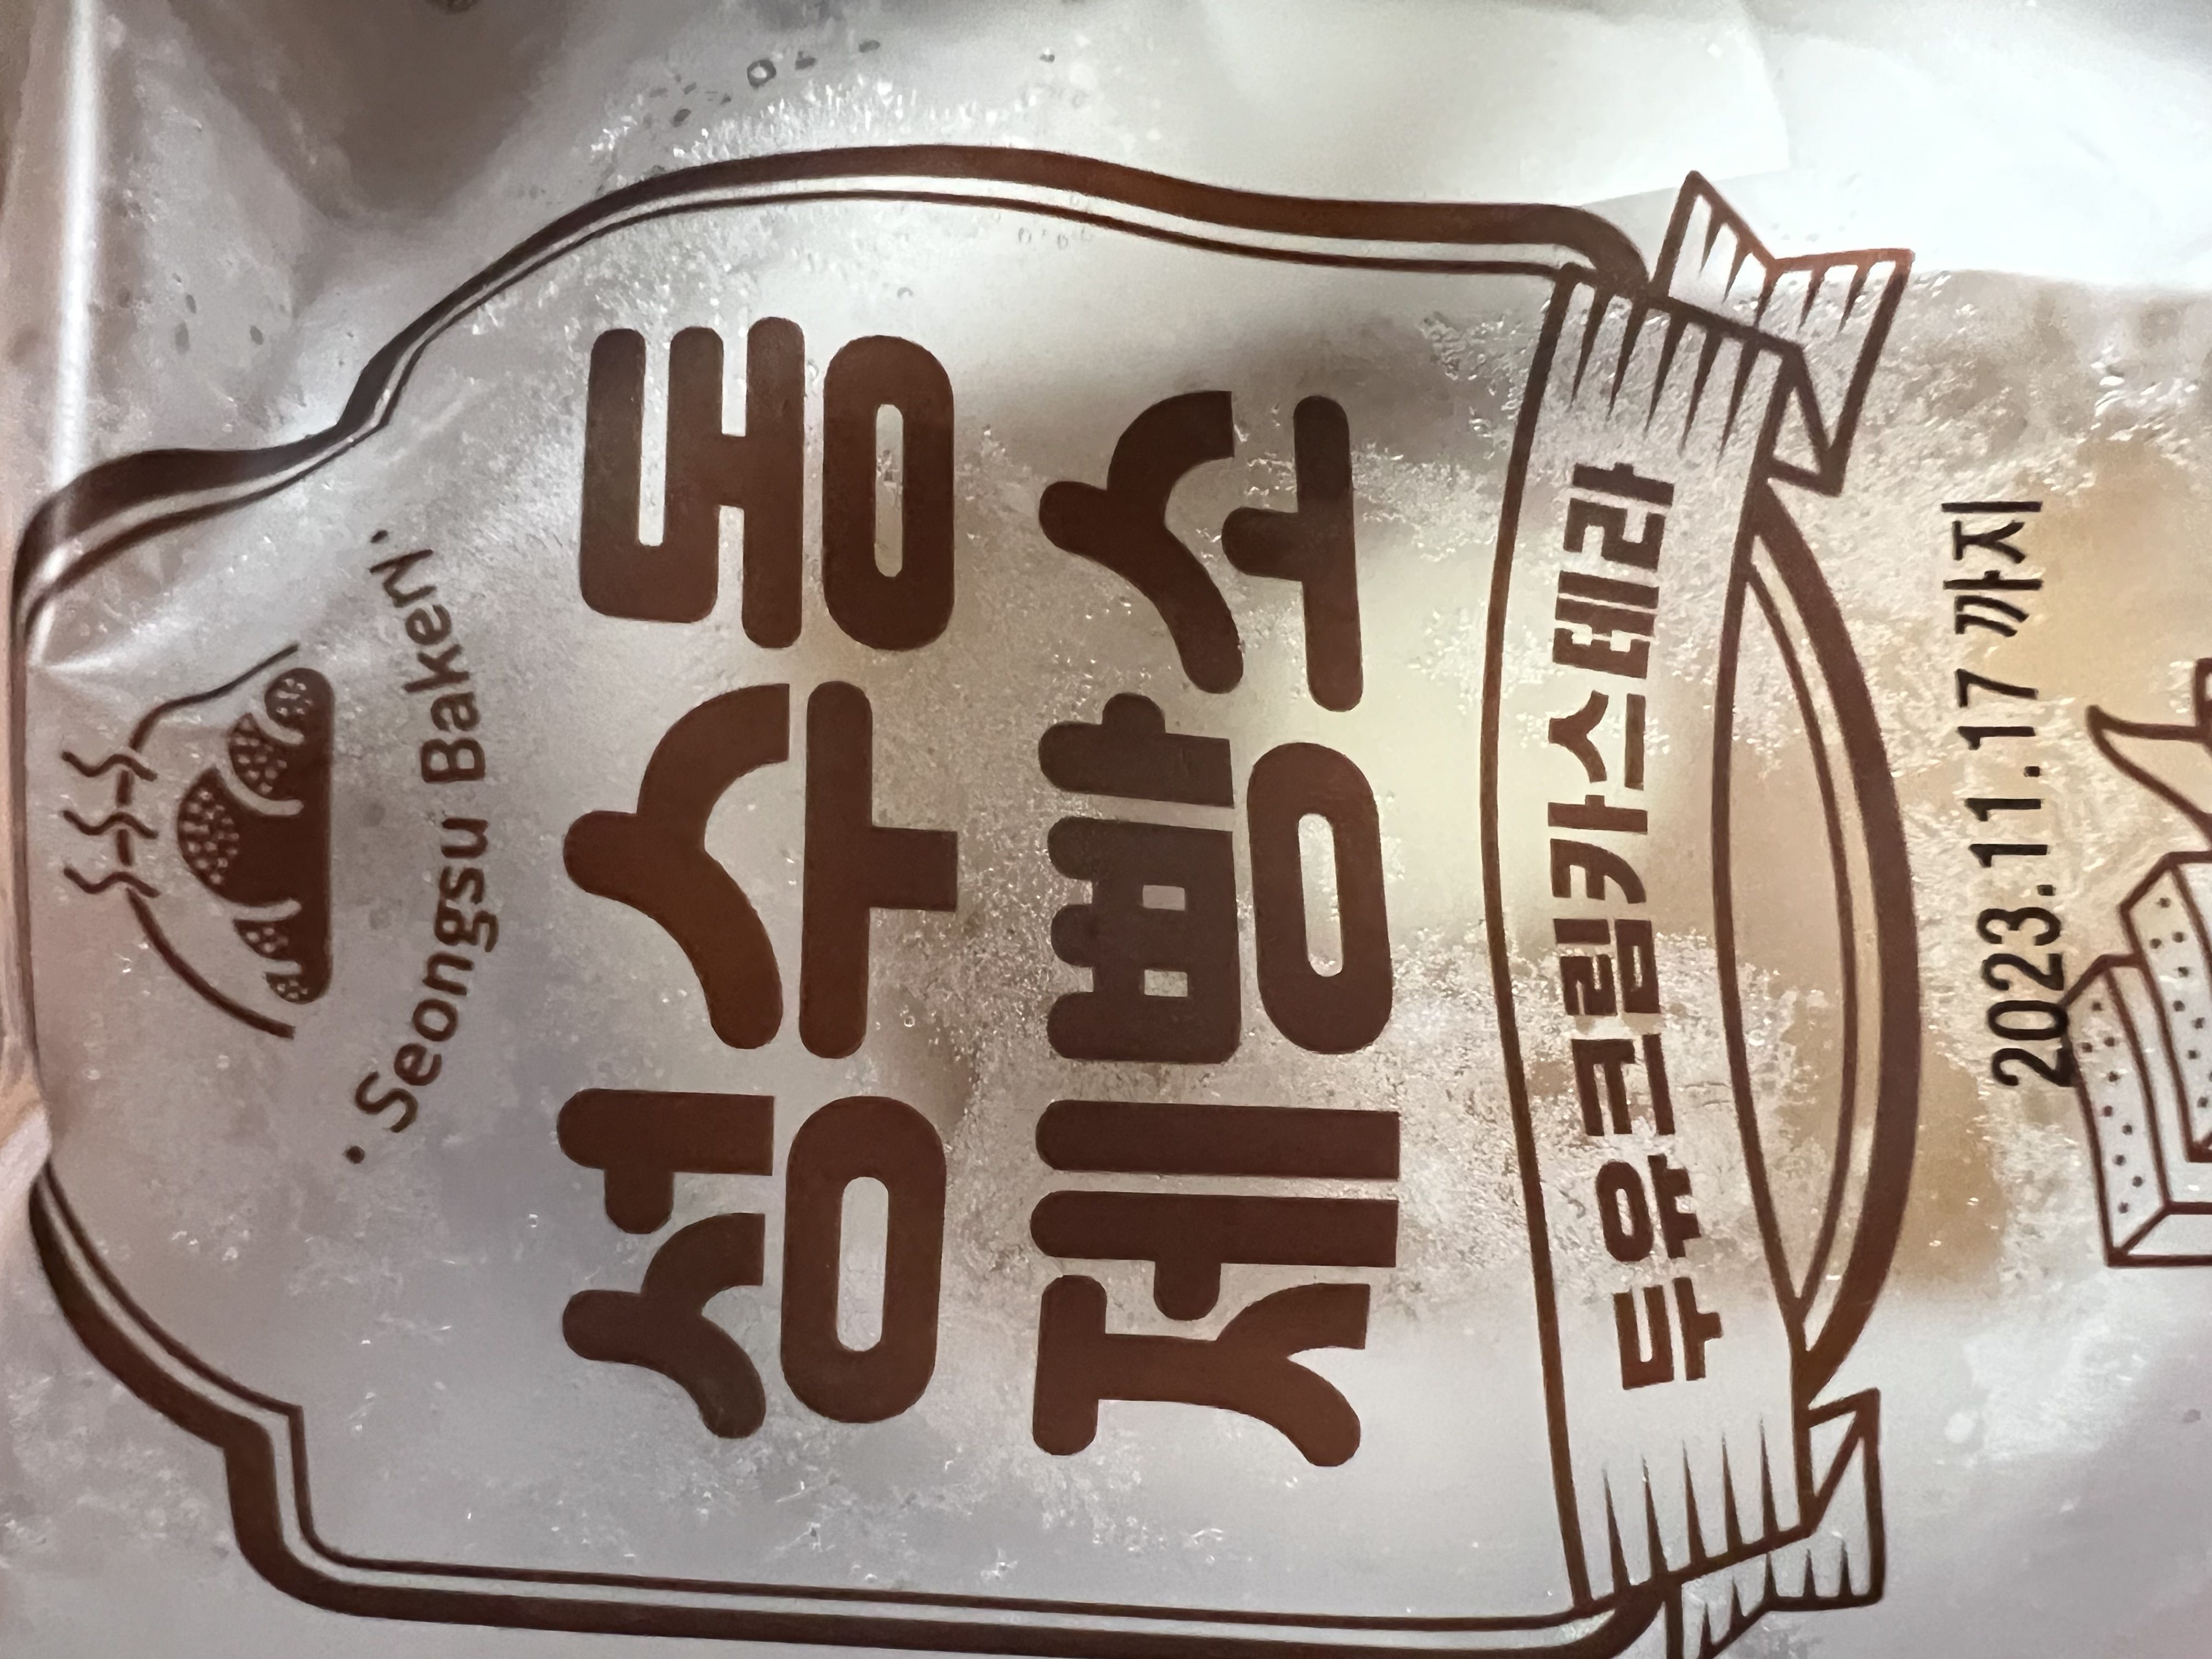 • Seongsu Bakery •
성수동
제빵소
두유크림카스테라
2023.11.17 까지